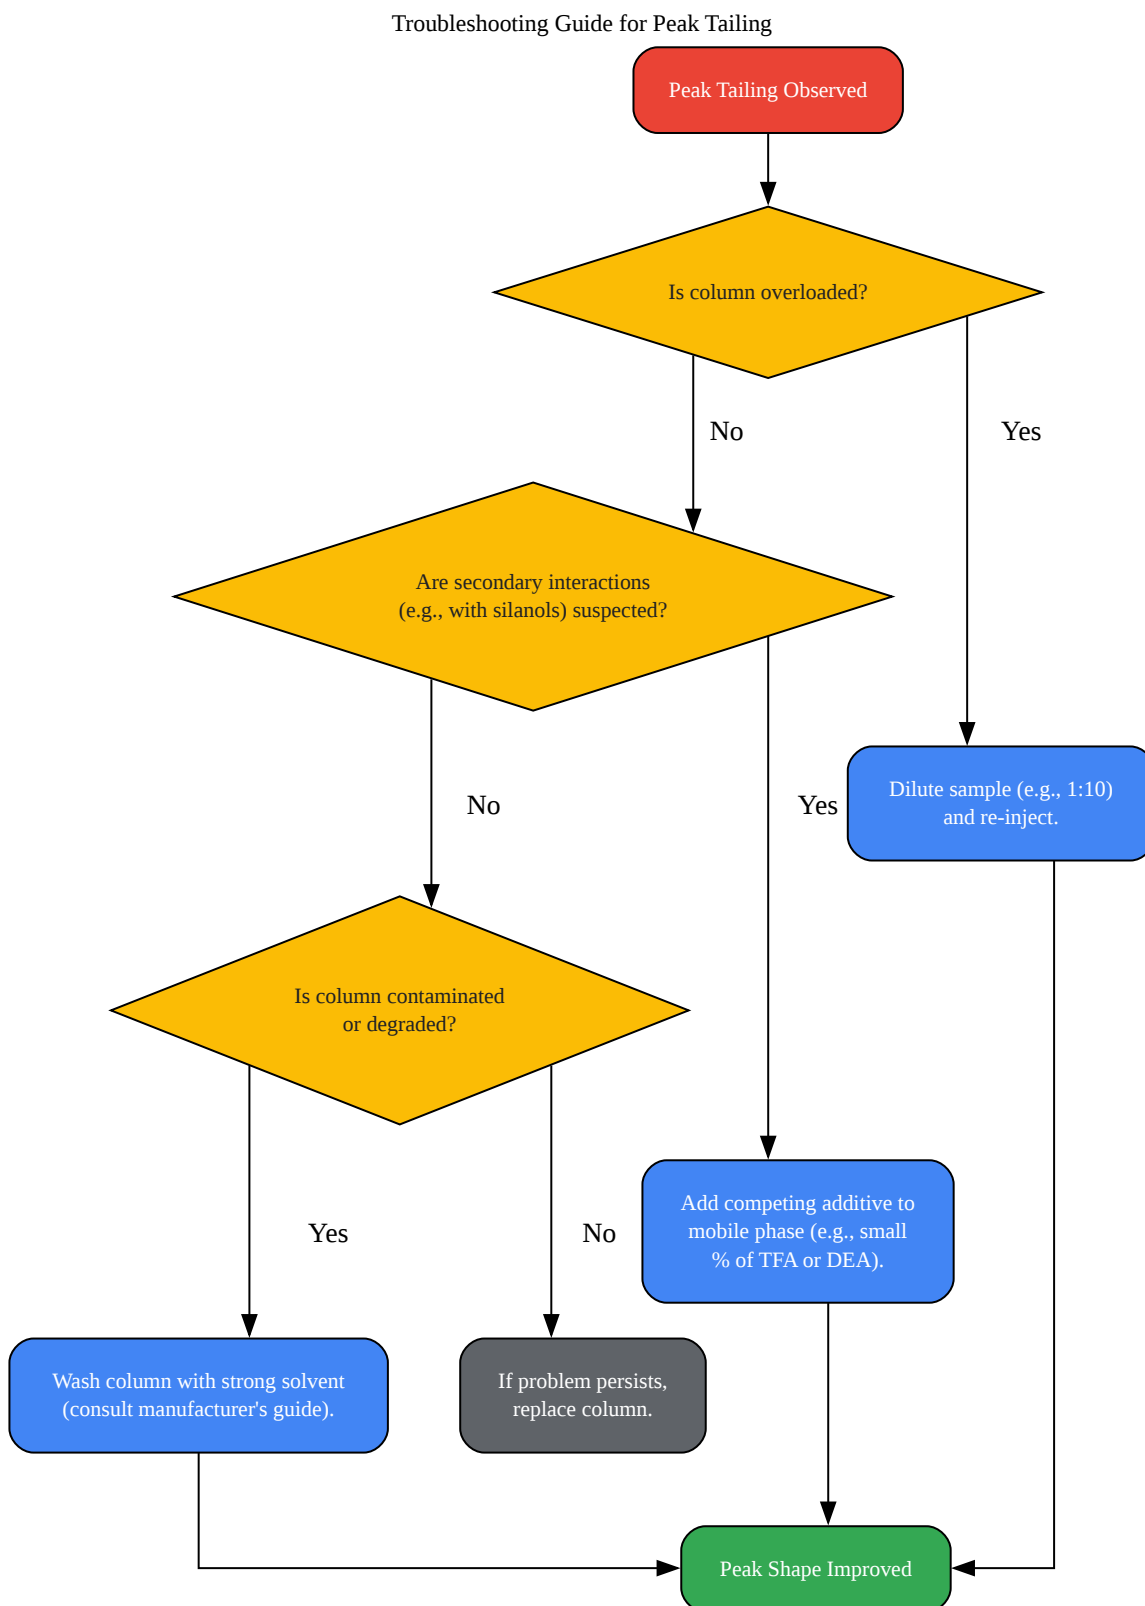 Troubleshooting Guide for Peak Tailing
Peak Tailing Observed
Is column overloaded?
No
Yes
Are secondary interactions
(e.g., with silanols) suspected?
Dilute sample (e.g., 1:10)
and re-inject.
No
Yes
Is column contaminated
or degraded?
Add competing additive to
mobile phase (e.g., small
% of TFA or DEA).
Yes
No
Wash column with strong solvent
(consult manufacturer's guide).
If problem persists,
replace column.
Peak Shape Improved